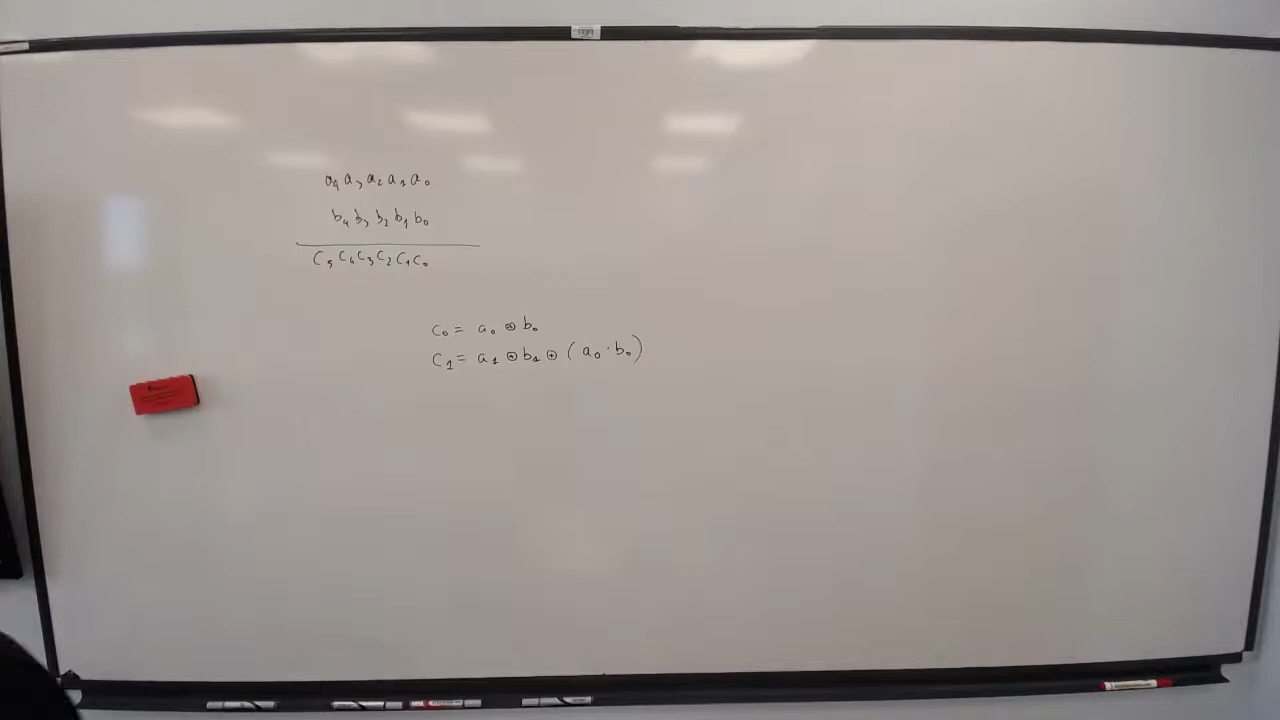 a₄ a₃ a₂ a₁ a₀
b₄ b₃ b₂ b₁ b₀
c₅ c₄ c₃ c₂ c₁ c₀
c₀ = a₀ ⊕ b₀
c₁ = a₁ ⊕ b₁ ⊕ (a₀ · b₀)